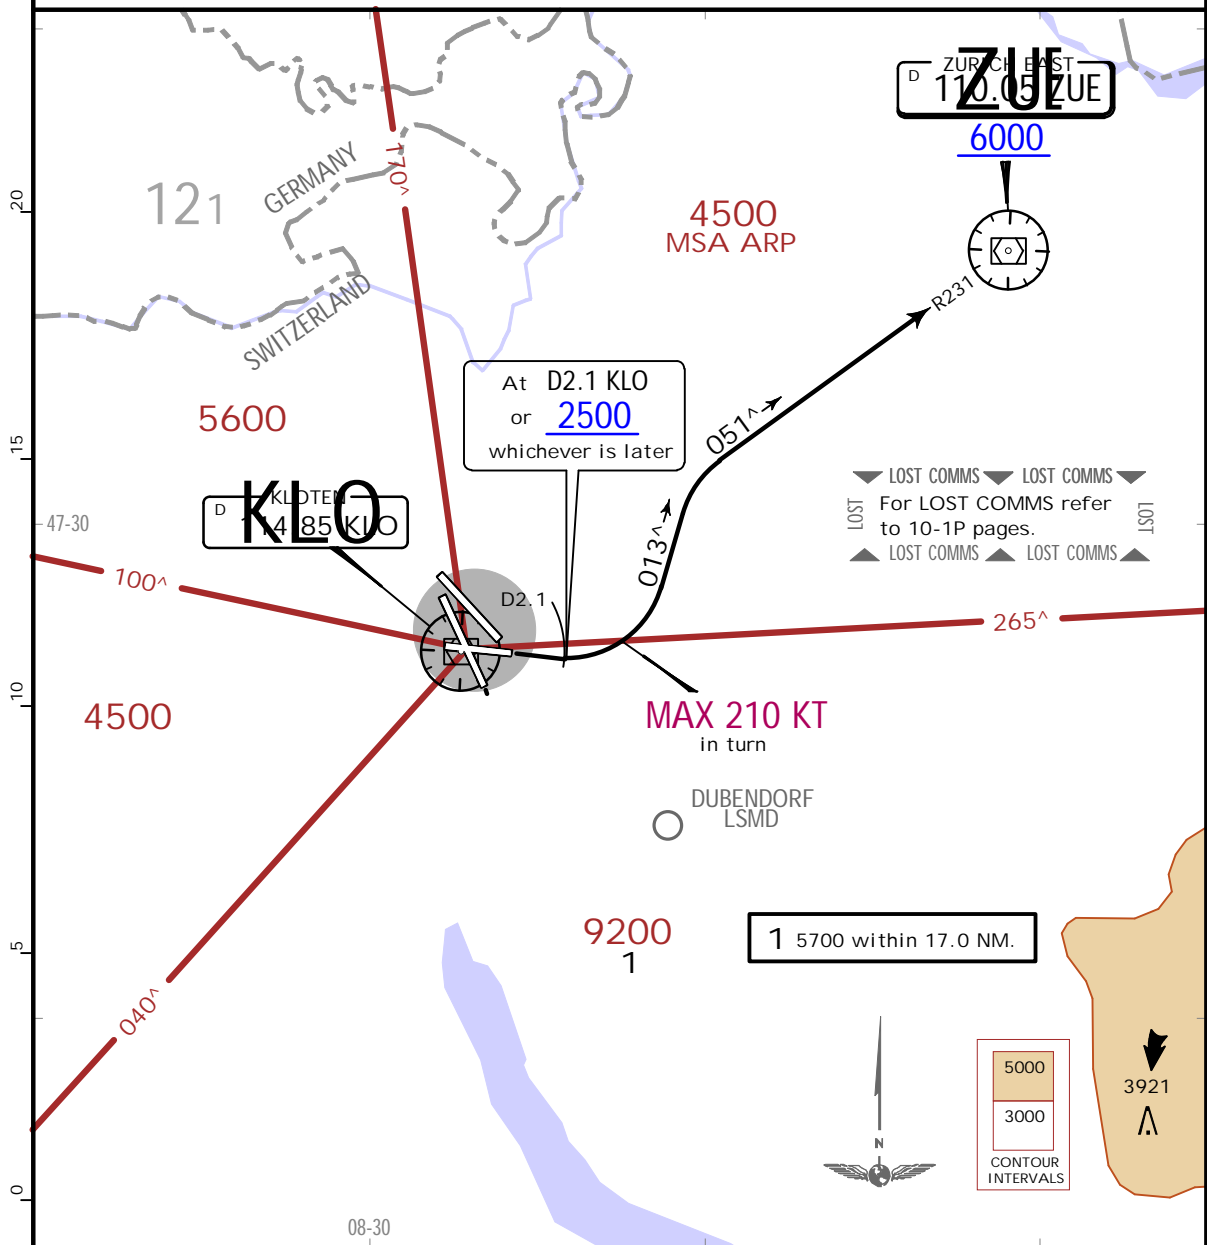 ZURICH EAST
D 110.05 ZUE
ZUE
6000
170^
GERMANY
121
SWITZERLAND
4500
MSA ARP
R231
20
At D2.1 KLO
or 2500
whichever is later
051^
5600
15
LOST COMMS LOST COMMS
LOST For LOST COMMS refer LOST
to 10-1P pages.
LOST COMMS LOST COMMS
KLOTEN
D 114.85 KLO
KLO
47-30
013^
100^
D2.1
265^
10
4500
MAX 210 KT
in turn
DUBENDORF
LSMD
9200
1
1 5700 within 17.0 NM.
5
040^
5000
3000
CONTOUR
INTERVALS
3921
N
0
08-30